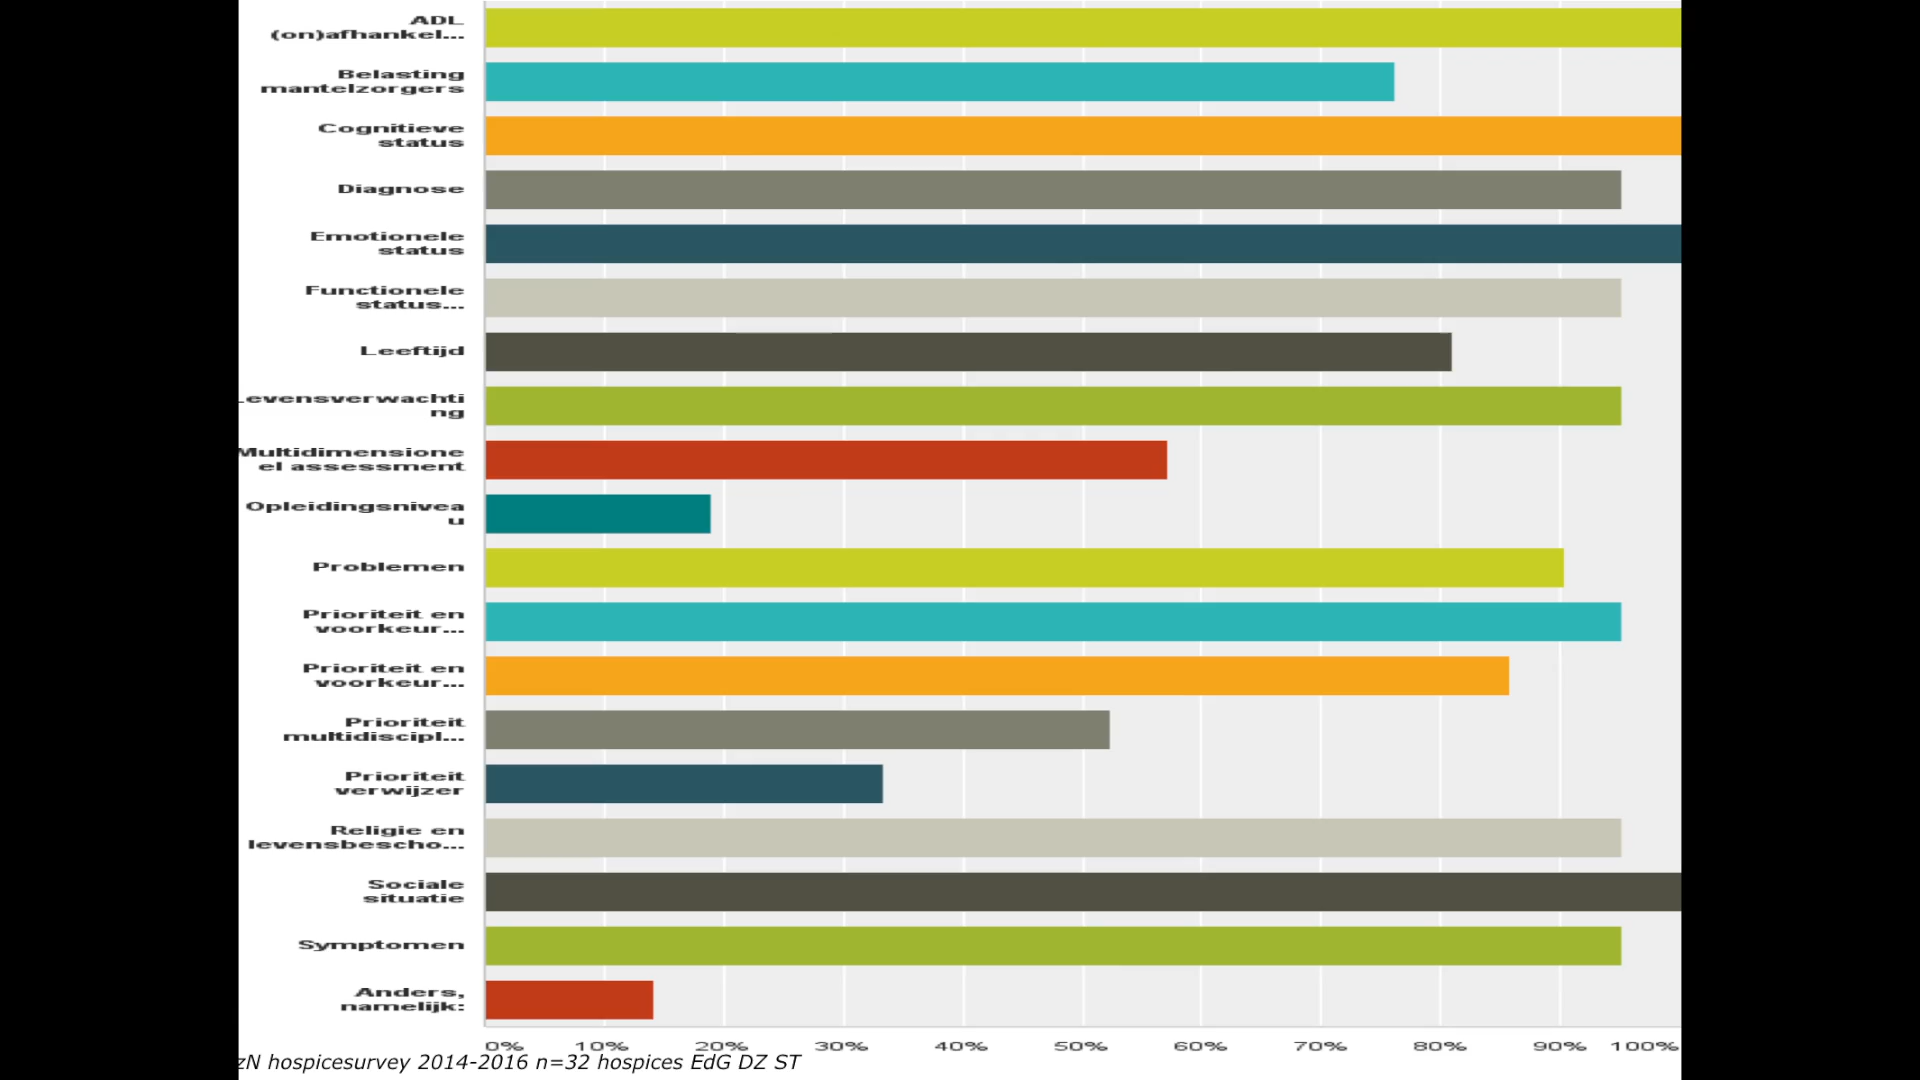 ADL
(on)afhankel...
Belasting
mantelzorgers
Cognitieve
status
Diagnose
Emotionele
status
Functionele
status...
Leeftijd
evensverwachti
ng
Multidimensione
el assessment
Opleidingsnivea
u
Problemen
Prioriteit en
voorkeur...
Prioriteit en
voorkeur...
Prioriteit
multidiscipl...
Prioriteit
verwijzer
Religie en
levensbescho...
Sociale
situatie
Symptomen
Anders,
namelijk:
0% 10% 20% 30% 40% 50% 60% 70% 80% 90% 100%
zN hospicesurvey 2014-2016 n=32 hospices EdG DZ ST